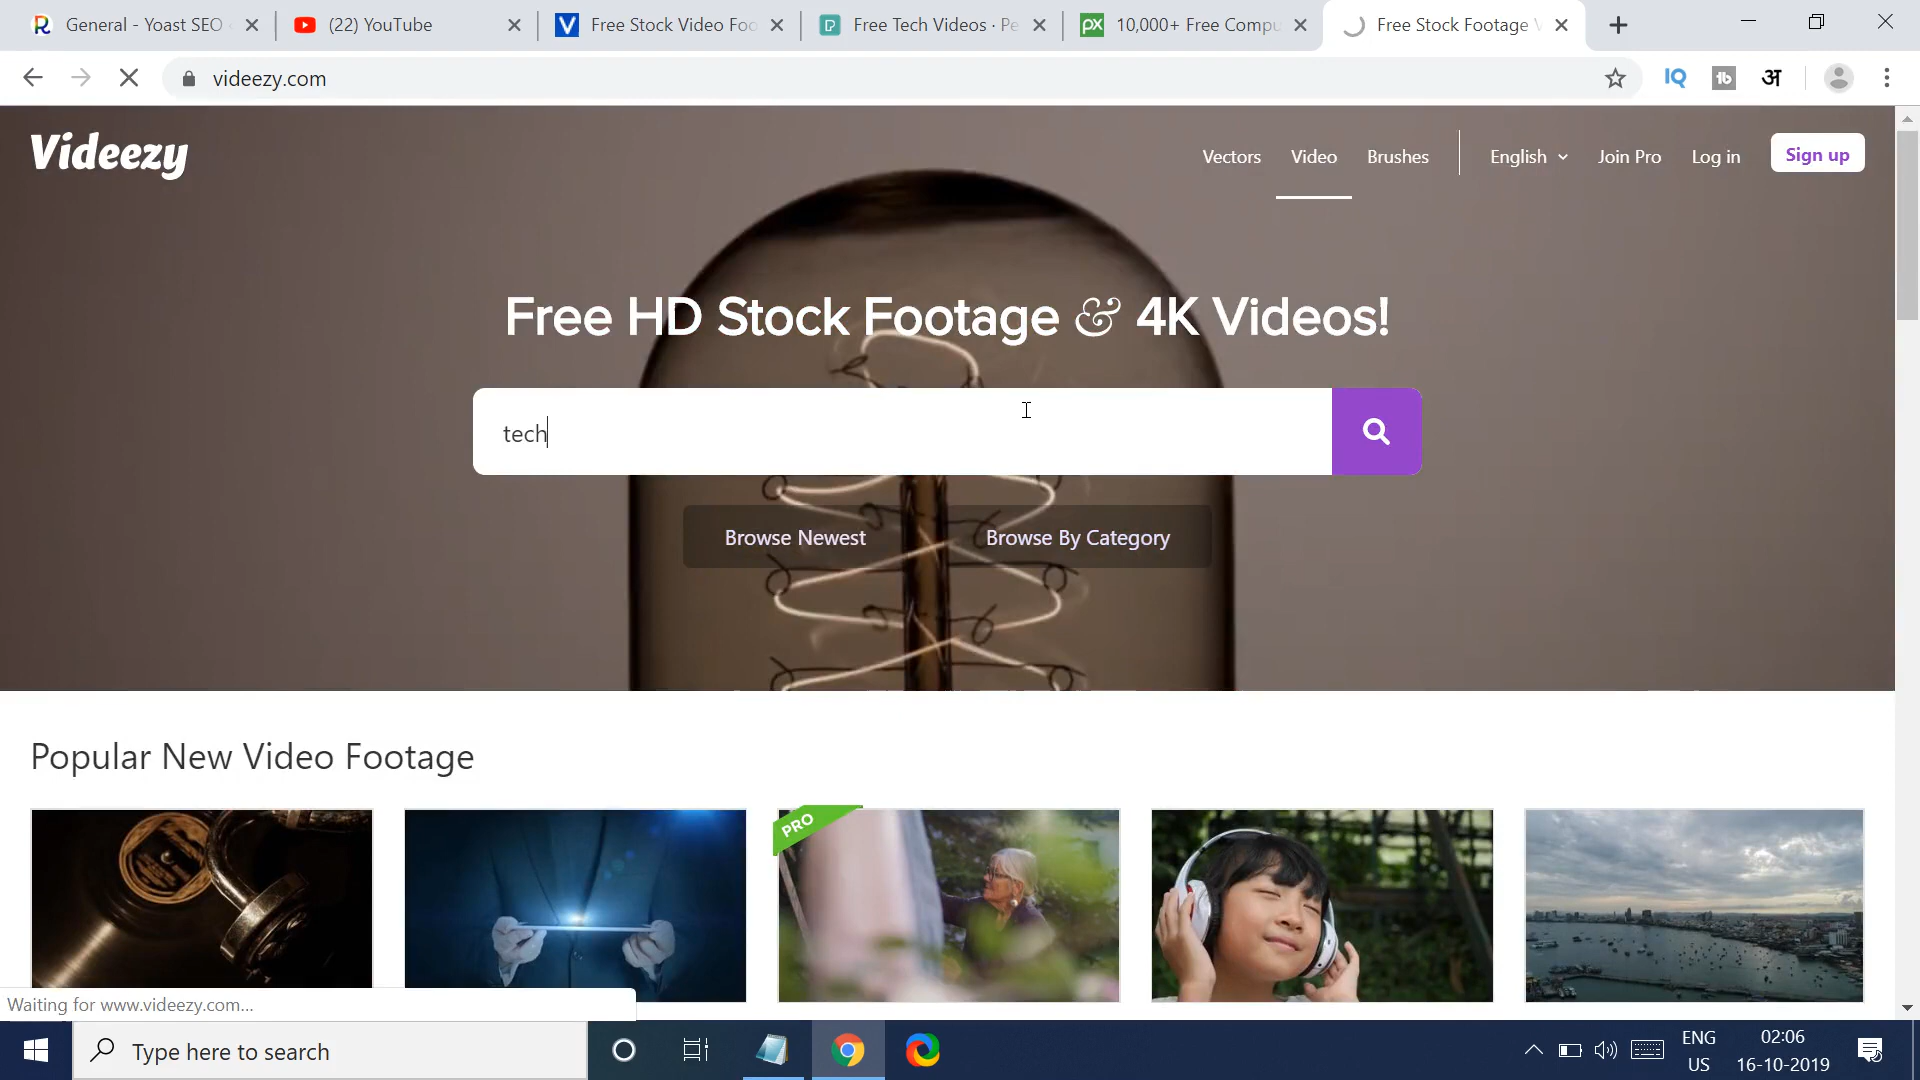 General - Yoast SEO
(22) YouTube
Free Stock Video Foo
Free Tech Videos · Pe
10,000+ Free Compu
Free Stock Footage V
videezy.com
Videezy
Vectors
Video
Brushes
English
Join Pro
Log in
Sign up
Free HD Stock Footage & 4K Videos!
tech
Browse Newest
Browse By Category
Popular New Video Footage
PRO
Waiting for www.videezy.com...
Type here to search
ENG
US
02:06
16-10-2019